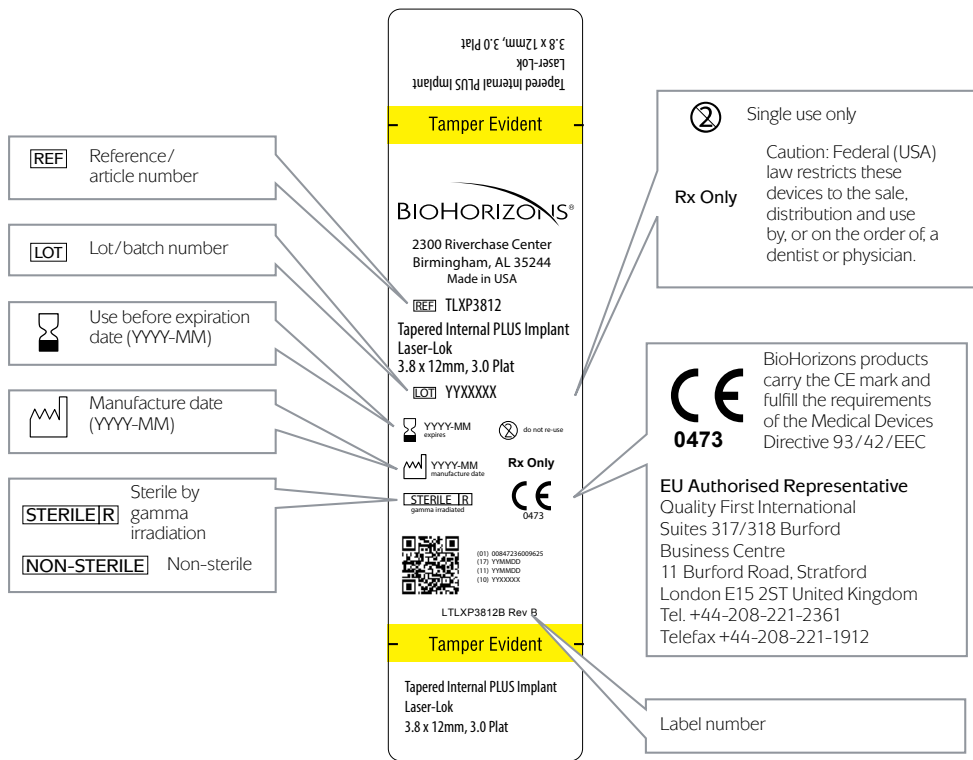 Tapered Internal PLUS Implant
Laser-Lok
3.8 x 12mm, 3.0 Plat
Tamper Evident
BIOHORIZONS®
2300 Riverchase Center
Birmingham, AL 35244
Made in USA
REF TLXP3812
Tapered Internal PLUS Implant
Laser-Lok
3.8 x 12mm, 3.0 Plat
LOT YYXXXXX
YYYY-MM
expires
2 do not re-use
YYYY-MM
manufacture date
Rx Only
STERILE R
gamma irradiated
CE
0473
(01) 00847236009625
(17) YYMMDD
(11) YYMMDD
(10) YYXXXXX
LTLXP3812B Rev B
Tamper Evident
Tapered Internal PLUS Implant
Laser-Lok
3.8 x 12mm, 3.0 Plat
REF Reference/
article number
LOT Lot/batch number
Use before expiration
date (YYYY-MM)
Manufacture date
(YYYY-MM)
STERILE R Sterile by
gamma
irradiation
NON-STERILE Non-sterile
2 Single use only
Rx Only
Caution: Federal (USA)
law restricts these
devices to the sale,
distribution and use
by, or on the order of, a
dentist or physician.
CE
0473
BioHorizons products
carry the CE mark and
fulfill the requirements
of the Medical Devices
Directive 93/42/EEC
EU Authorised Representative
Quality First International
Suites 317/318 Burford
Business Centre
11 Burford Road, Stratford
London E15 2ST United Kingdom
Tel. +44-208-221-2361
Telefax +44-208-221-1912
Label number